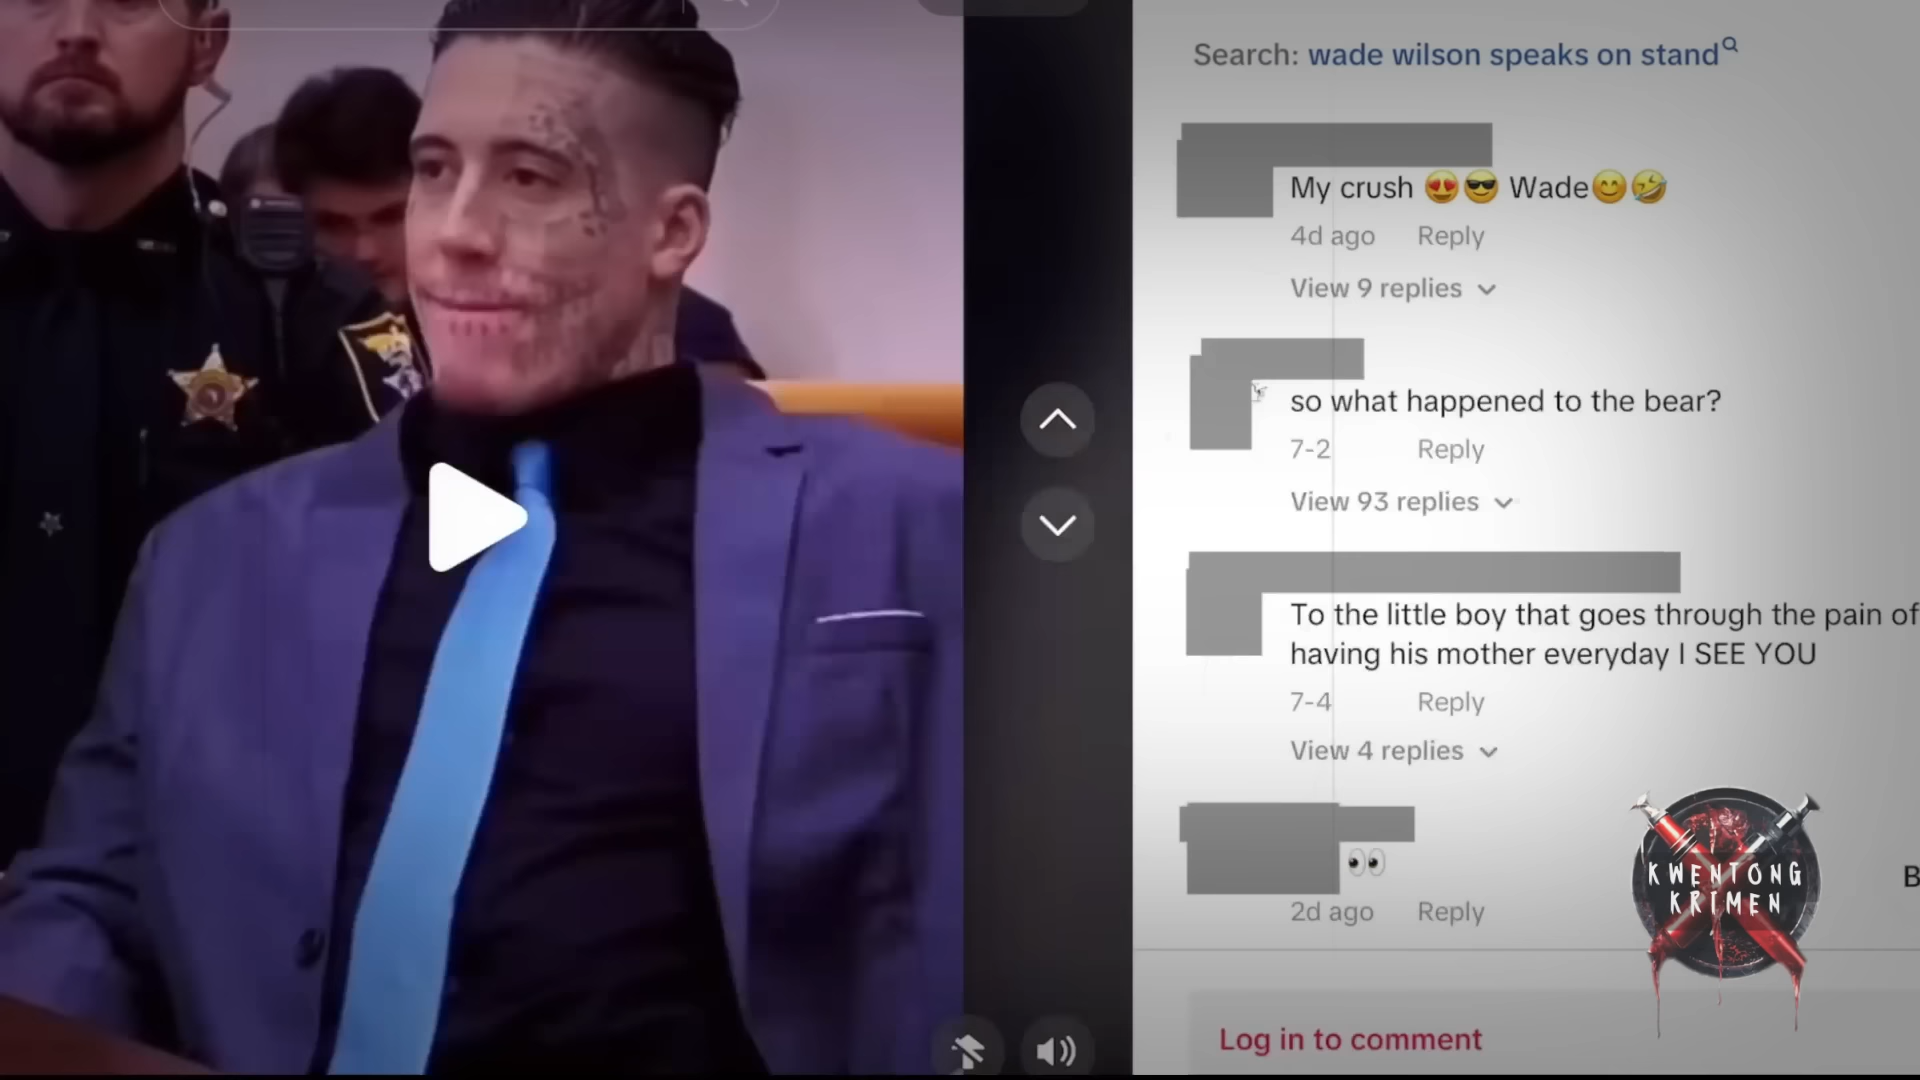 Search: wade wilson speaks on stand
My crush 😍😎 Wade😊🤣
4d ago Reply
View 9 replies
so what happened to the bear?
7-2 Reply
View 93 replies
To the little boy that goes through the pain of
having his mother everyday I SEE YOU
7-4 Reply
View 4 replies
👀
2d ago Reply
KWENTONG
KRIMEN
B
Log in to comment